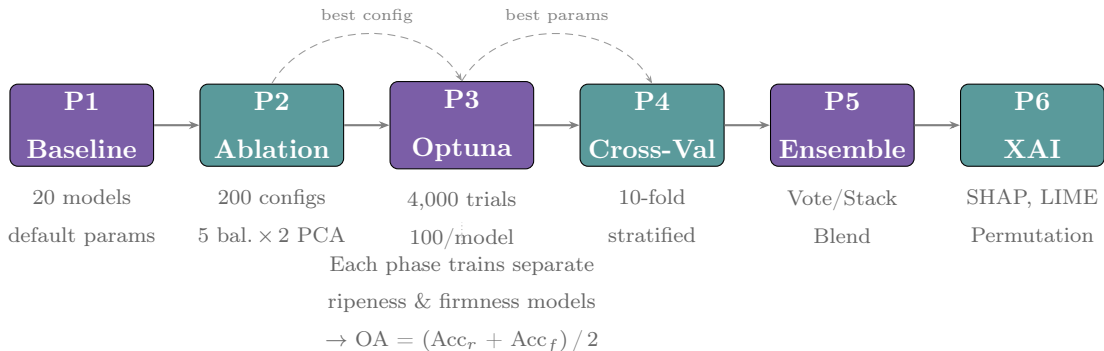 best config
best params
P1
Baseline
P2
Ablation
P3
Optuna
P4
Cross-Val
P5
Ensemble
P6
XAI
20 models
default params
200 configs
5 bal. × 2 PCA
4,000 trials
100/model
10-fold
stratified
Vote/Stack
Blend
SHAP, LIME
Permutation
Each phase trains separate
ripeness & firmness models
→ OA = (Acc_r + Acc_f) / 2